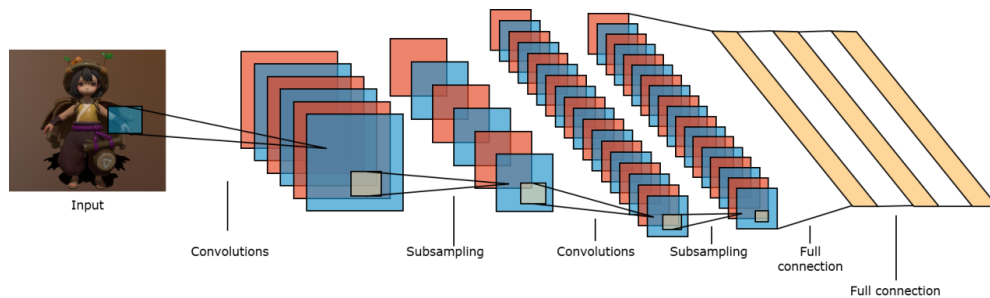 Input
Convolutions
Subsampling
Convolutions
Subsampling
Full
connection
Full connection